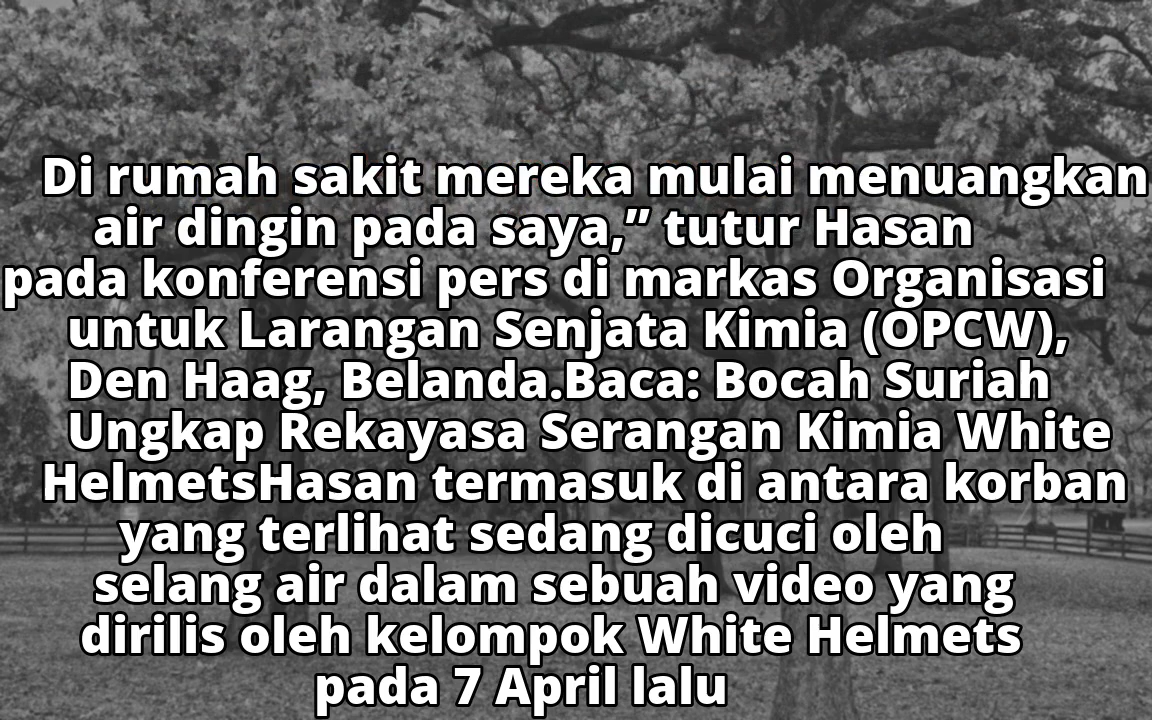 Di rumah sakit mereka mulai menuangkan
air dingin pada saya,” tutur Hasan
pada konferensi pers di markas Organisasi
untuk Larangan Senjata Kimia (OPCW),
Den Haag, Belanda.Baca: Bocah Suriah
Ungkap Rekayasa Serangan Kimia White
HelmetsHasan termasuk di antara korban
yang terlihat sedang dicuci oleh
selang air dalam sebuah video yang
dirilis oleh kelompok White Helmets
pada 7 April lalu